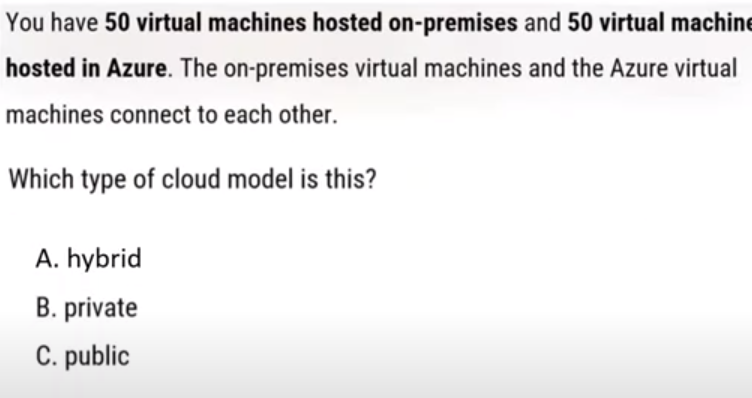 You have 50 virtual machines hosted on-premises and 50 virtual machine
hosted in Azure. The on-premises virtual machines and the Azure virtual
machines connect to each other.
Which type of cloud model is this?
A. hybrid
B. private
C. public